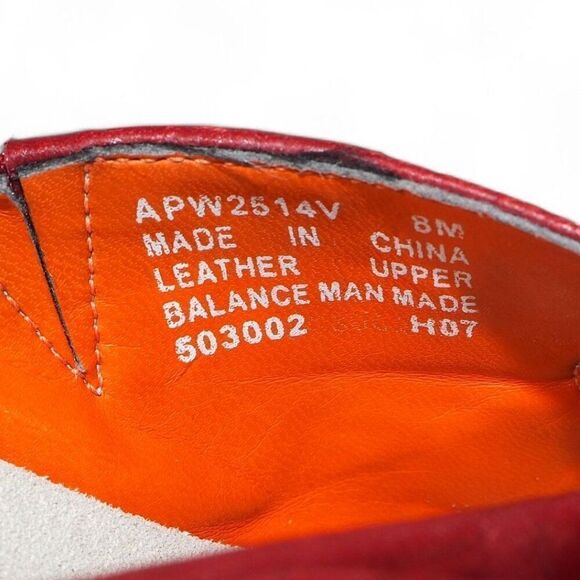 APW2514V 8M
MADE IN CHINA
LEATHER UPPER
BALANCE MAN MADE
503002 H07